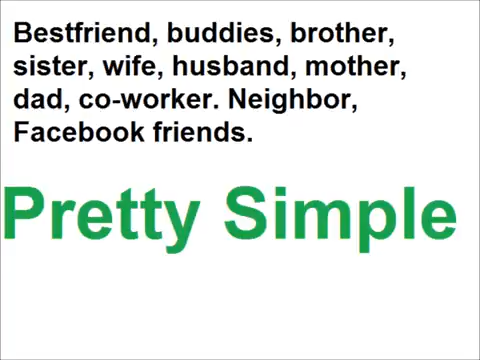 Bestfriend, buddies, brother,
sister, wife, husband, mother,
dad, co-worker. Neighbor,
Facebook friends.
Pretty Simple